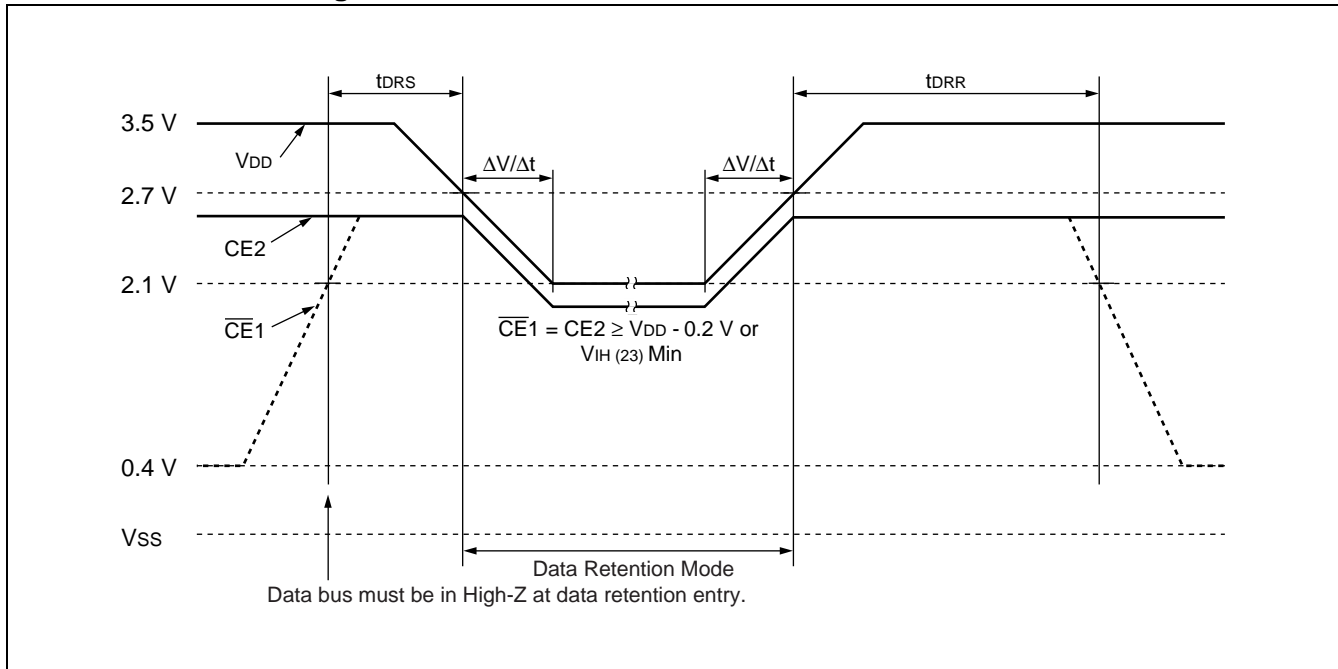 tDRS
tDRR
3.5 V
VDD
ΔV/Δt
ΔV/Δt
2.7 V
CE2
2.1 V
C̅E̅1
C̅E̅1 = CE2 ≥ VDD - 0.2 V or
VIH (23) Min
0.4 V
VSS
Data Retention Mode
Data bus must be in High-Z at data retention entry.